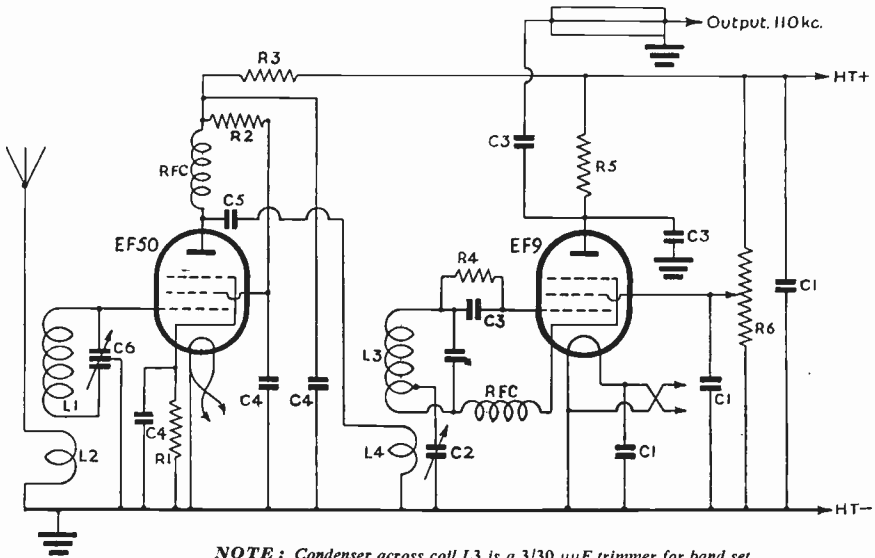 Output, 110kc.
R3
HT+
R2
C3
RFC
R5
C5
EF50
EF9
C3
R4
C1
C3
R6
C6
L3
L1
C4
C4
C1
RFC
C4
L2
R1
L4
C2
C1
HT-
NOTE: Condenser across coil L3 is a 3/30 μμF trimmer for band set